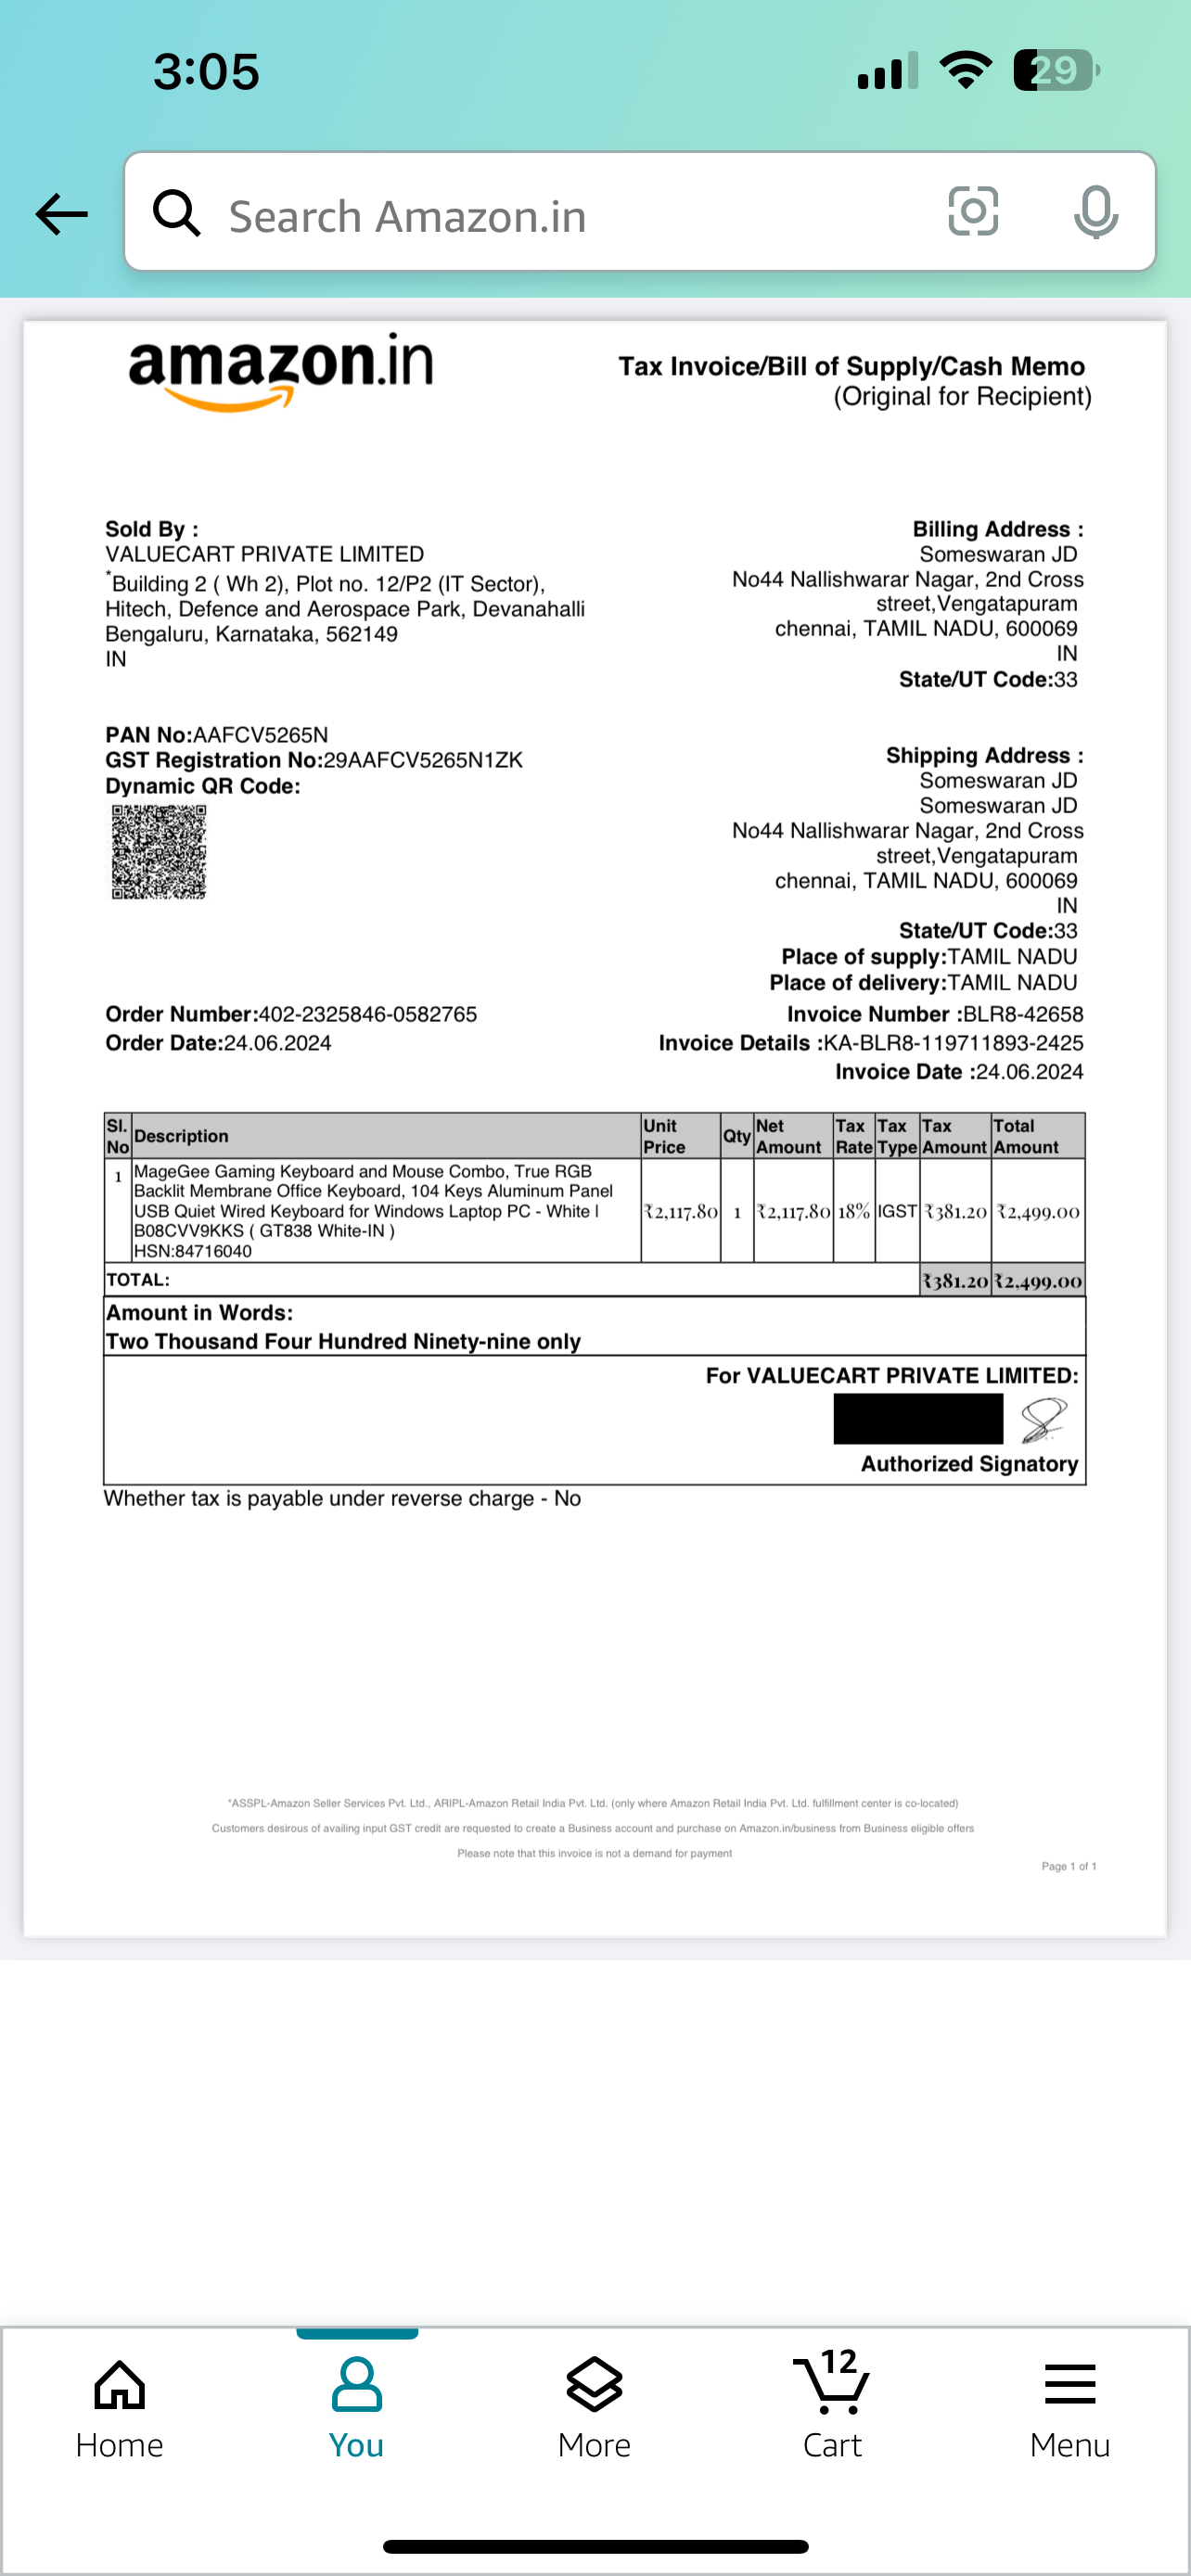 3:05
29
Search Amazon.in
amazon.in
Tax Invoice/Bill of Supply/Cash Memo
(Original for Recipient)
Sold By :
VALUECART PRIVATE LIMITED
*Building 2 ( Wh 2), Plot no. 12/P2 (IT Sector),
Hitech, Defence and Aerospace Park, Devanahalli
Bengaluru, Karnataka, 562149
IN
Billing Address :
Someswaran JD
No44 Nallishwarar Nagar, 2nd Cross
street,Vengatapuram
chennai, TAMIL NADU, 600069
IN
State/UT Code:33
PAN No:AAFCV5265N
GST Registration No:29AAFCV5265N1ZK
Dynamic QR Code:
Shipping Address :
Someswaran JD
Someswaran JD
No44 Nallishwarar Nagar, 2nd Cross
street,Vengatapuram
chennai, TAMIL NADU, 600069
IN
State/UT Code:33
Place of supply:TAMIL NADU
Place of delivery:TAMIL NADU
Order Number:402-2325846-0582765
Order Date:24.06.2024
Invoice Number :BLR8-42658
Invoice Details :KA-BLR8-119711893-2425
Invoice Date :24.06.2024
Sl. No Description Unit Price Qty Net Amount Tax Rate Tax Type Tax Amount Total Amount
1 MageGee Gaming Keyboard and Mouse Combo, True RGB
Backlit Membrane Office Keyboard, 104 Keys Aluminum Panel
USB Quiet Wired Keyboard for Windows Laptop PC - White |
B08CVV9KKS ( GT838 White-IN )
HSN:84716040
₹2,117.80 1 ₹2,117.80 18% IGST ₹381.20 ₹2,499.00
TOTAL: ₹381.20 ₹2,499.00
Amount in Words:
Two Thousand Four Hundred Ninety-nine only
For VALUECART PRIVATE LIMITED:
Authorized Signatory
Whether tax is payable under reverse charge - No
*ASSPL-Amazon Seller Services Pvt. Ltd., ARIPL-Amazon Retail India Pvt. Ltd. (only where Amazon Retail India Pvt. Ltd. fulfillment center is co-located)
Customers desirous of availing input GST credit are requested to create a Business account and purchase on Amazon.in/business from Business eligible offers
Please note that this invoice is not a demand for payment
Page 1 of 1
12
Home You More Cart Menu